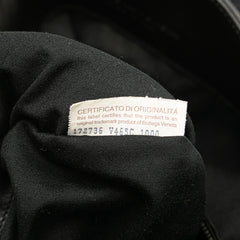 CERTIFICATO DI ORIGINALITÀ
this label certifies, that the product is an
original trademark product of Bottega Veneta
172736 V465C 1000